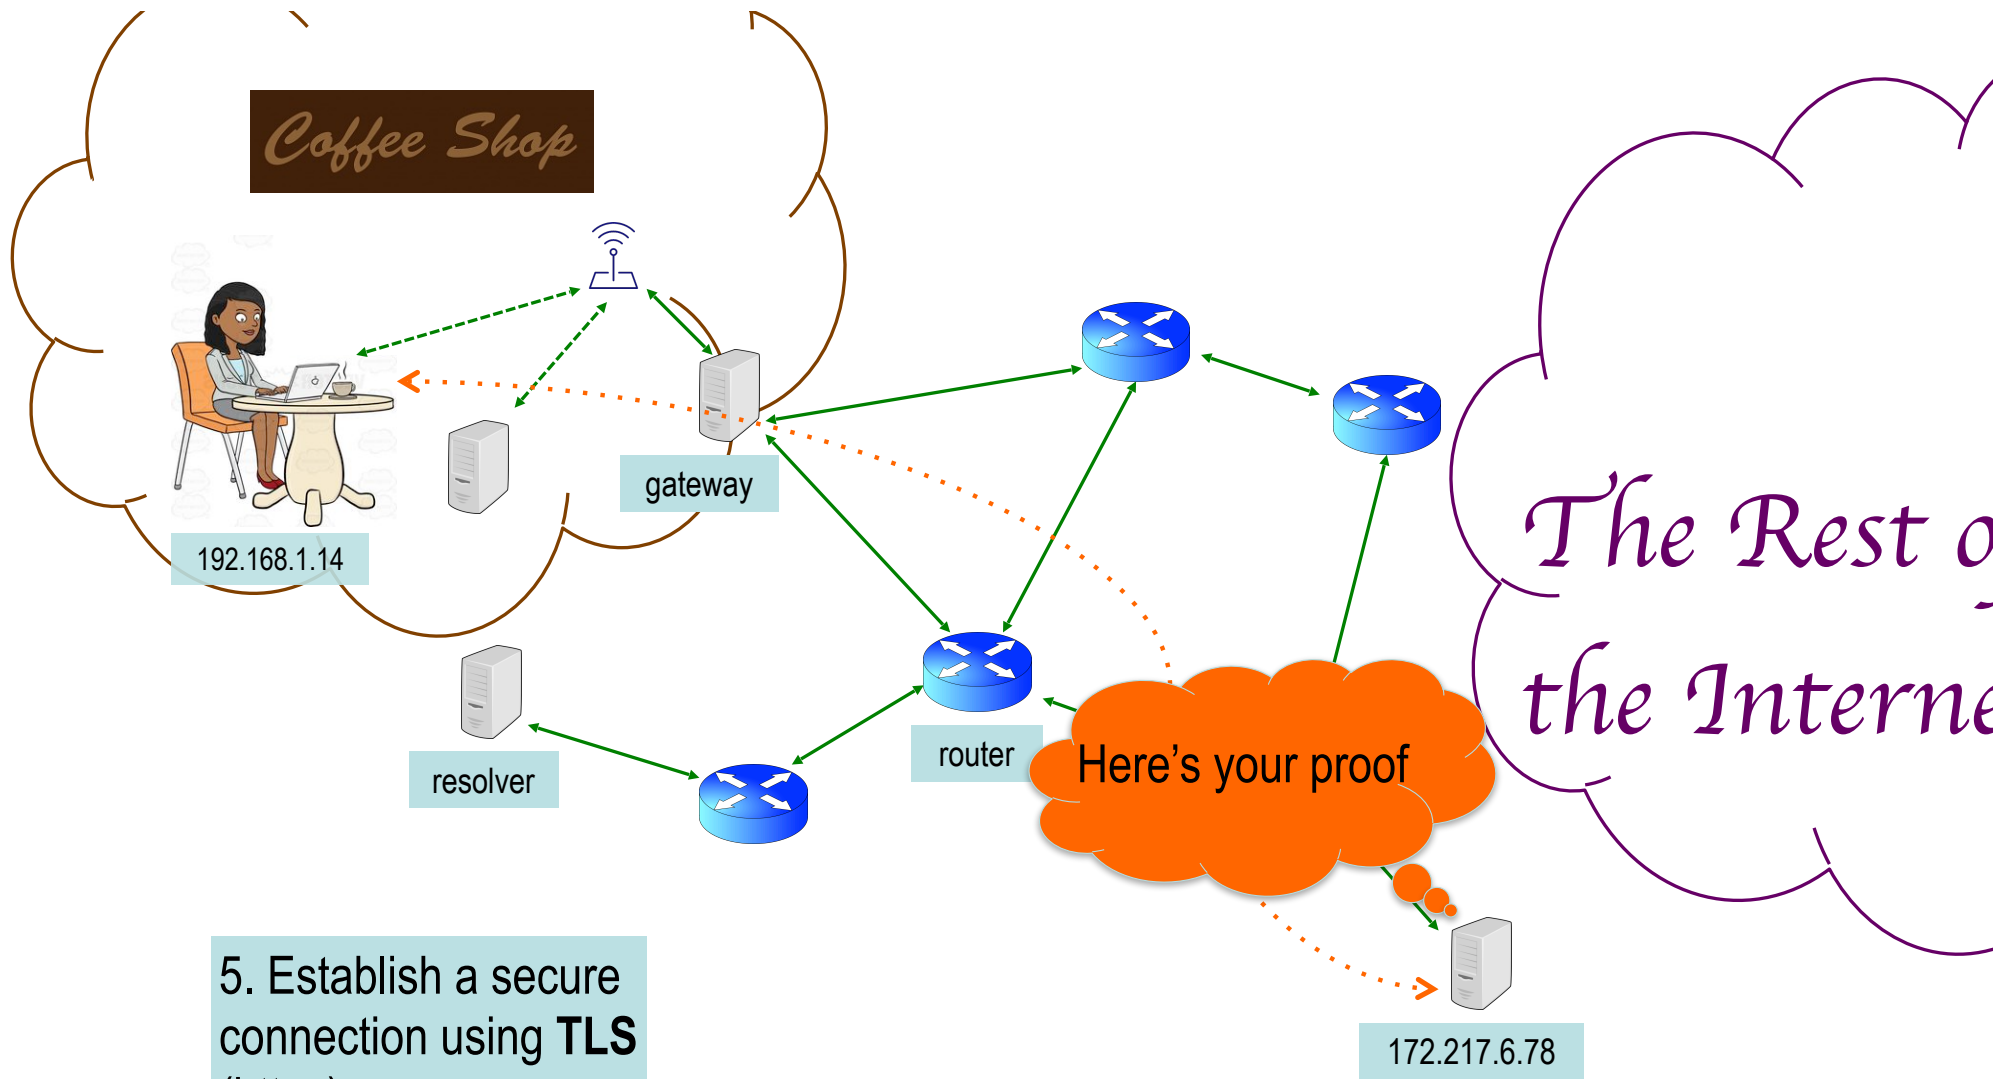 Coffee Shop
gateway
192.168.1.14
The Rest
the
router
Here's your proof
resolver
5. Establish a secure
connection using TLS
172.217.6.78